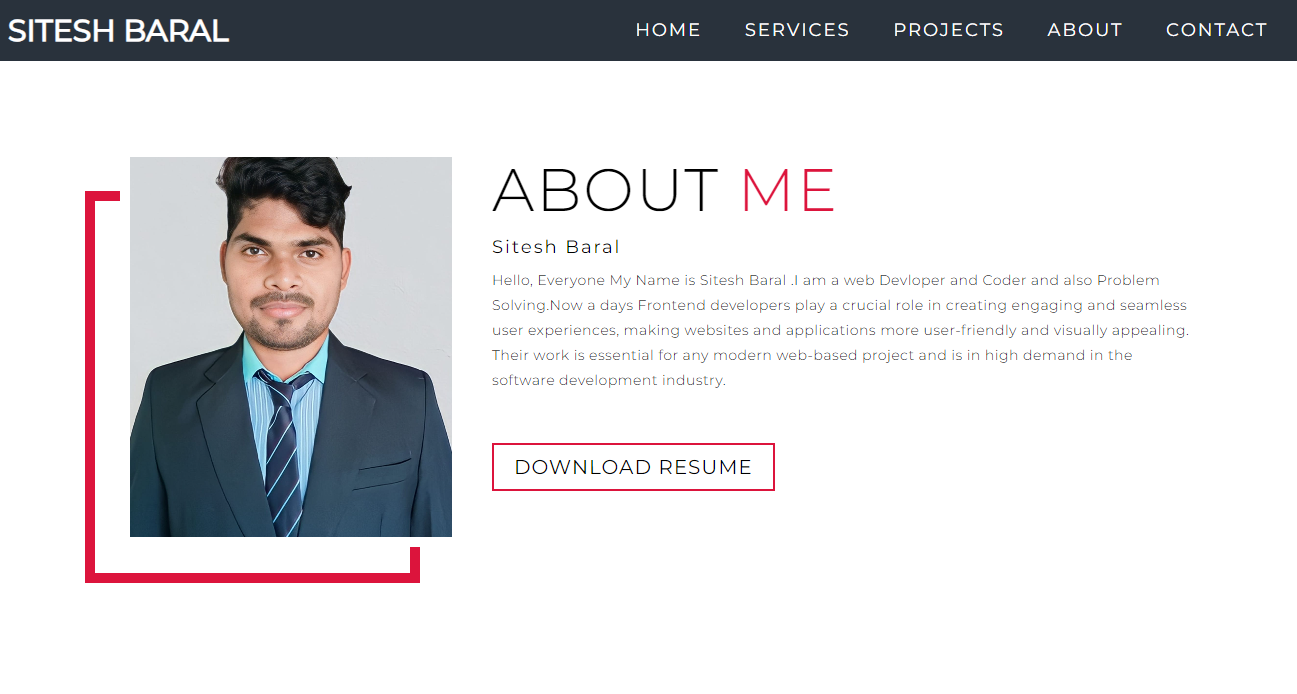 SITESH BARAL
HOME SERVICES PROJECTS ABOUT CONTACT
ABOUT ME
Sitesh Baral
Hello, Everyone My Name is Sitesh Baral .I am a web Devloper and Coder and also Problem
Solving.Now a days Frontend developers play a crucial role in creating engaging and seamless
user experiences, making websites and applications more user-friendly and visually appealing.
Their work is essential for any modern web-based project and is in high demand in the
software development industry.
DOWNLOAD RESUME